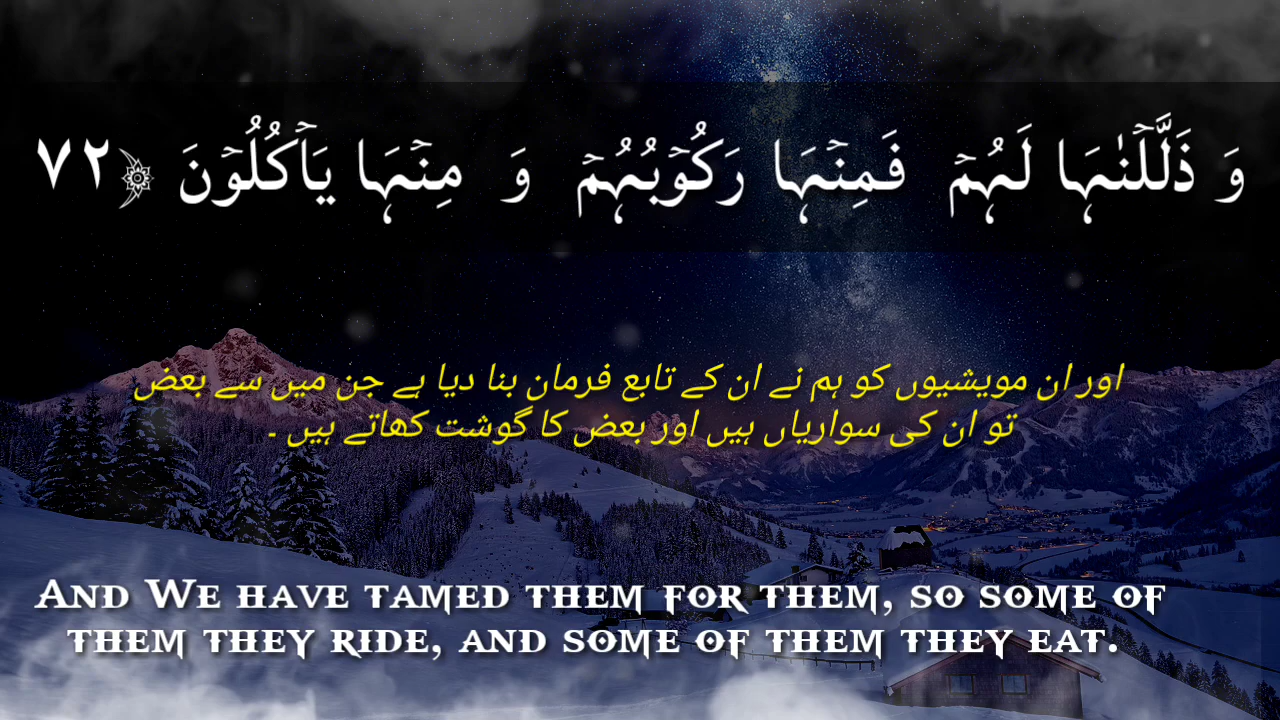 وَ ذَلَّلۡنٰہَا لَہُمۡ فَمِنۡہَا رَکُوۡبُہُمۡ وَ مِنۡہَا یَاۡکُلُوۡنَ ﴿۷۲
اور ان مویشیوں کو ہم نے ان کے تابع فرمان بنا دیا ہے جن میں سے بعض
تو ان کی سواریاں ہیں اور بعض کا گوشت کھاتے ہیں ۔
And We have tamed them for them, so some of
them they ride, and some of them they eat.